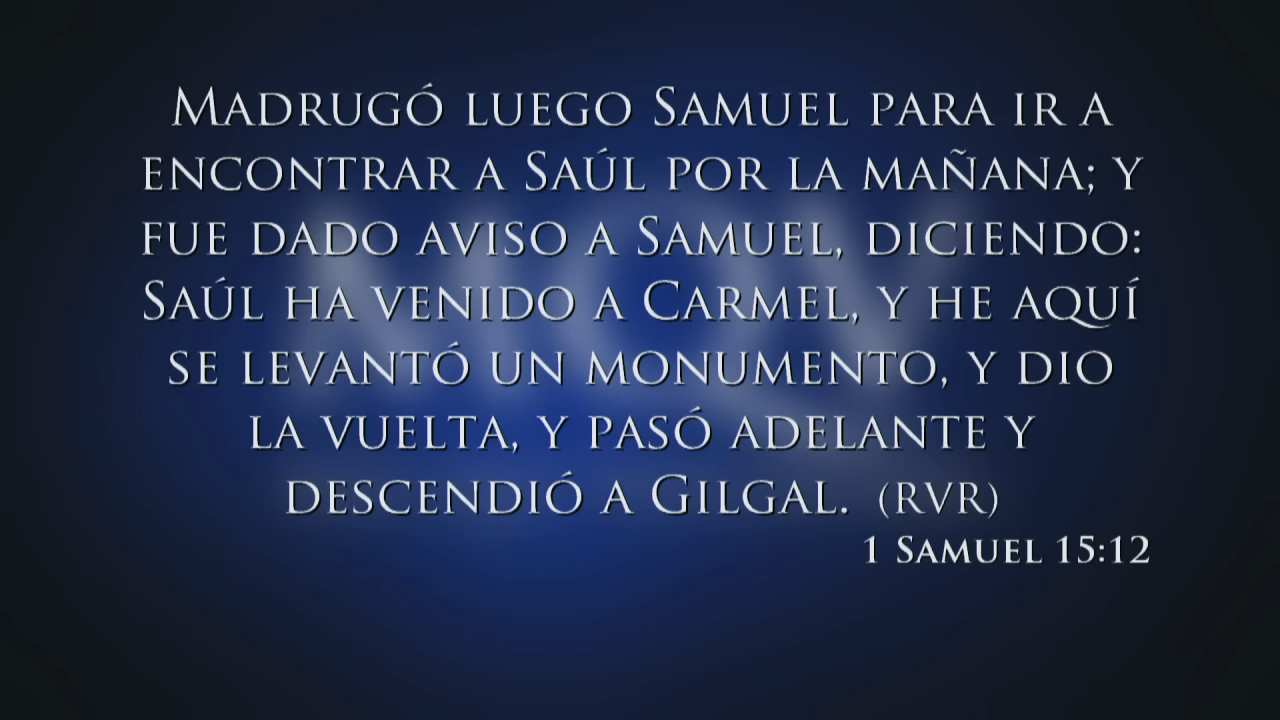 Madrugó luego Samuel para ir a
encontrar a Saúl por la mañana; y
fue dado aviso a Samuel, diciendo:
Saúl ha venido a Carmel, y he aquí
se levantó un monumento, y dio
la vuelta, y pasó adelante y
descendió a Gilgal. (RVR)
1 Samuel 15:12